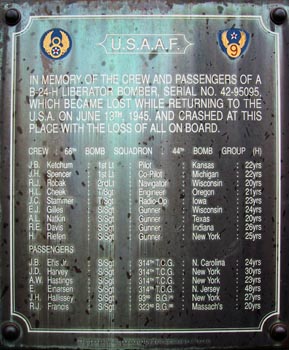 U.S.A.A.F.
IN MEMORY OF THE CREW AND PASSENGERS OF A
B-24-H LIBERATOR BOMBER, SERIAL NO. 42-95095,
WHICH BECAME LOST WHILE RETURNING TO THE
U.S.A. ON JUNE 13TH, 1945, AND CRASHED AT THIS
PLACE WITH THE LOSS OF ALL ON BOARD.
CREW 66TH BOMB SQUADRON 44TH BOMB GROUP (H)
J.B. Ketchum 1st Lt Pilot Kansas 22yrs
J.H. Spencer 1st Lt Co-Pilot Michigan 22yrs
R.J. Robak 2nd Lt Navigator Wisconsin 20yrs
H.L. Cheek T/Sgt Engineer Oregon 21yrs
J.C. Stammer T/Sgt Radio-Op Iowa 23yrs
E.J. Gilles S/Sgt Gunner Wisconsin 24yrs
A.L. Natkin S/Sgt Gunner Texas 20yrs
R.E. Davis S/Sgt Gunner Indiana 26yrs
H. Riefen S/Sgt Gunner New York 25yrs
PASSENGERS
J.B. Efis Jr. S/Sgt 314TH T.C.G. N. Carolina 24yrs
J.D. Harvey S/Sgt 314TH T.C.G. New York 30yrs
A.W. Hastings S/Sgt 314TH T.C.G. New York 23yrs
E. Einarsen S/Sgt 314TH T.C.G. N. Jersey 48yrs
J.H. Hallissey S/Sgt 93RD B.G. New York 27yrs
R.J. Francis S/Sgt 323RD B.G. Massach's 20yrs